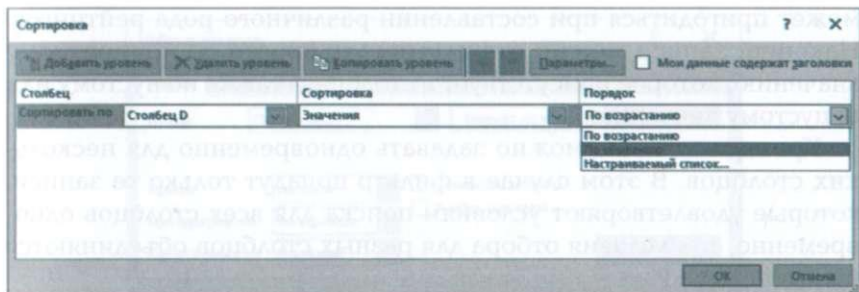 Сортировка ? ×
Добавить уровень Удалить уровень Копировать уровень Параметры... Мои данные содержат заголовки
Столбец Сортировка Порядок
Сортировать по Столбец D Значения По возрастанию
По возрастанию
Настраиваемый список...
ОК Отмена